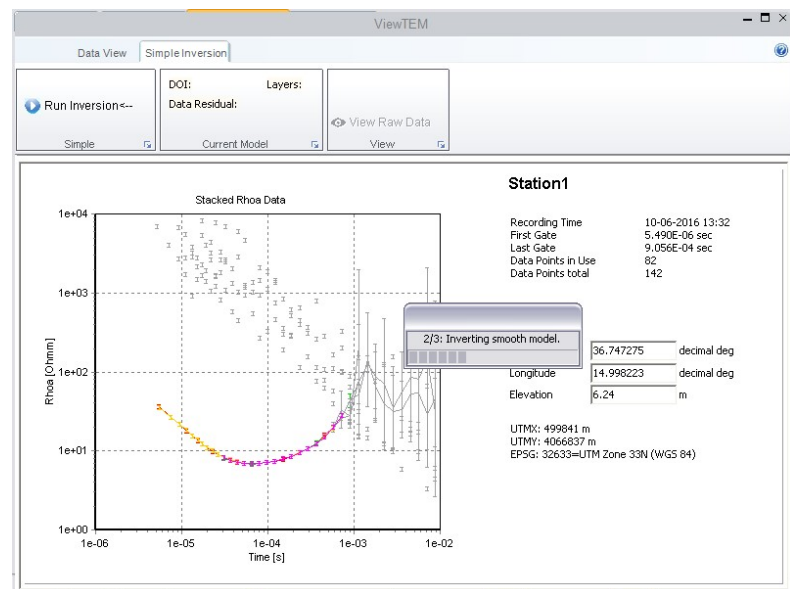 ViewTEM
Data View
Simple Inversion
Run Inversion<--
Simple
DOI:
Layers:
Data Residual:
Current Model
View Raw Data
View
Station1
Recording Time 10-06-2016 13:32
First Gate 5.490E-06 sec
Last Gate 9.056E-04 sec
Data Points in Use 82
Data Points total 142
Stacked Rhoa Data
1e+04
1e+03
1e+02
1e+01
1e+00
Rhoa [Ohmm]
1e-06
1e-05
1e-04
1e-03
1e-02
Time [s]
2/3: Inverting smooth model.
36.747275 decimal deg
Longitude 14.998223 decimal deg
Elevation 6.24 m
UTMX: 499841 m
UTMY: 4066837 m
EPSG: 32633=UTM Zone 33N (WGS 84)